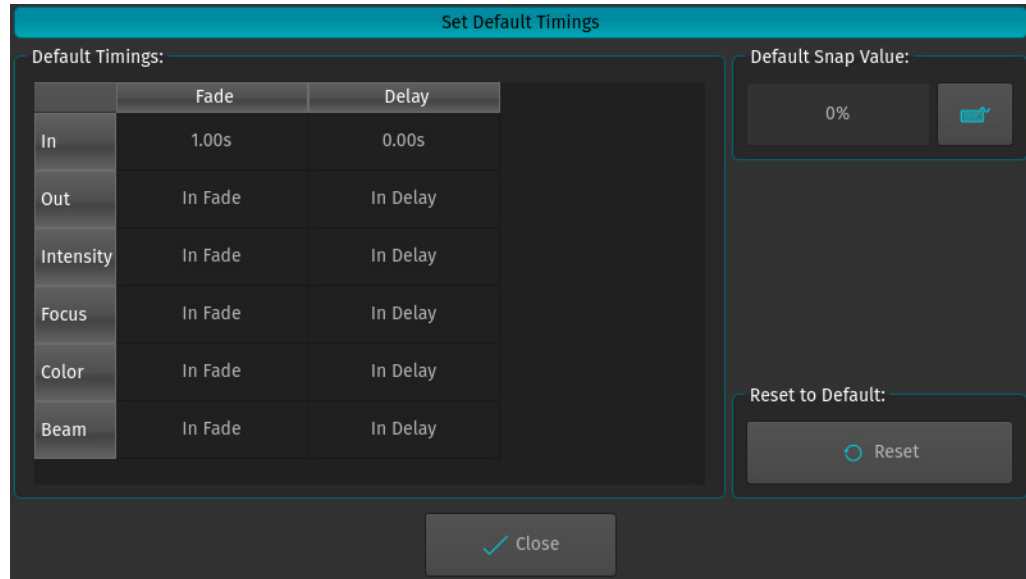 Set Default Timings
Default Timings:
Fade Delay
In 1.00s 0.00s
Out In Fade In Delay
Intensity In Fade In Delay
Focus In Fade In Delay
Color In Fade In Delay
Beam In Fade In Delay
Default Snap Value:
0%
Reset to Default:
Reset
Close